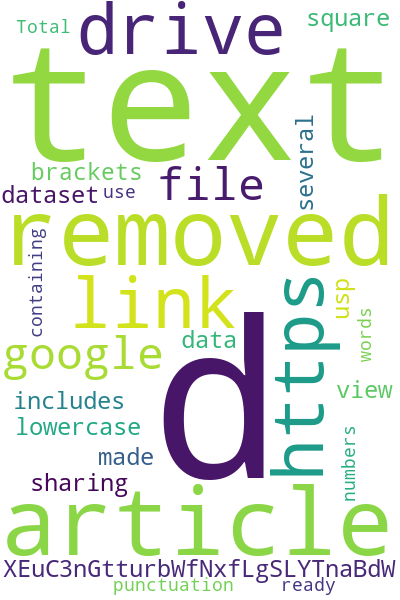 Total
drive
square
text
several
brackets
file
dataset
use
removed
containing
link
https
usp
google
data
words
d
includes
view
lowercase
made
numbers
sharing
article
XEuC3nGtturbWfNxfLgSLYTnaBdW
punctuation
ready